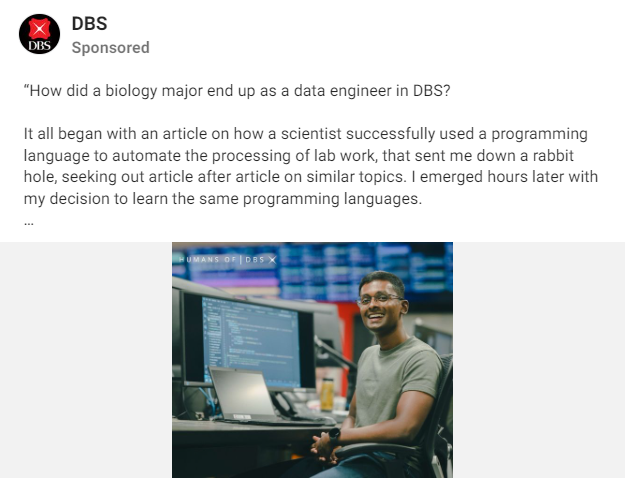 DBS
DBS
Sponsored
“How did a biology major end up as a data engineer in DBS?
It all began with an article on how a scientist successfully used a programming
language to automate the processing of lab work, that sent me down a rabbit
hole, seeking out article after article on similar topics. I emerged hours later with
my decision to learn the same programming languages.
...
HUMANS OF | DBS